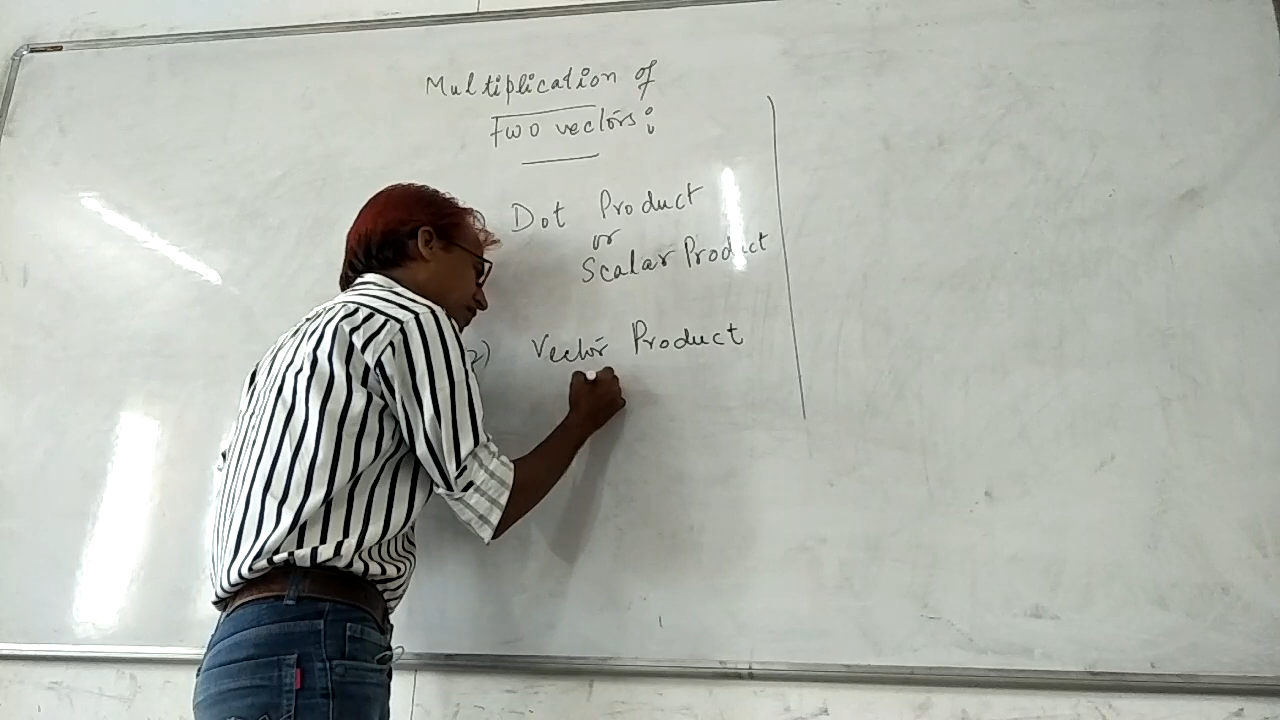 Multiplication of
Two vectors:
Dot Product
or
Scalar Product
2) Vector Product